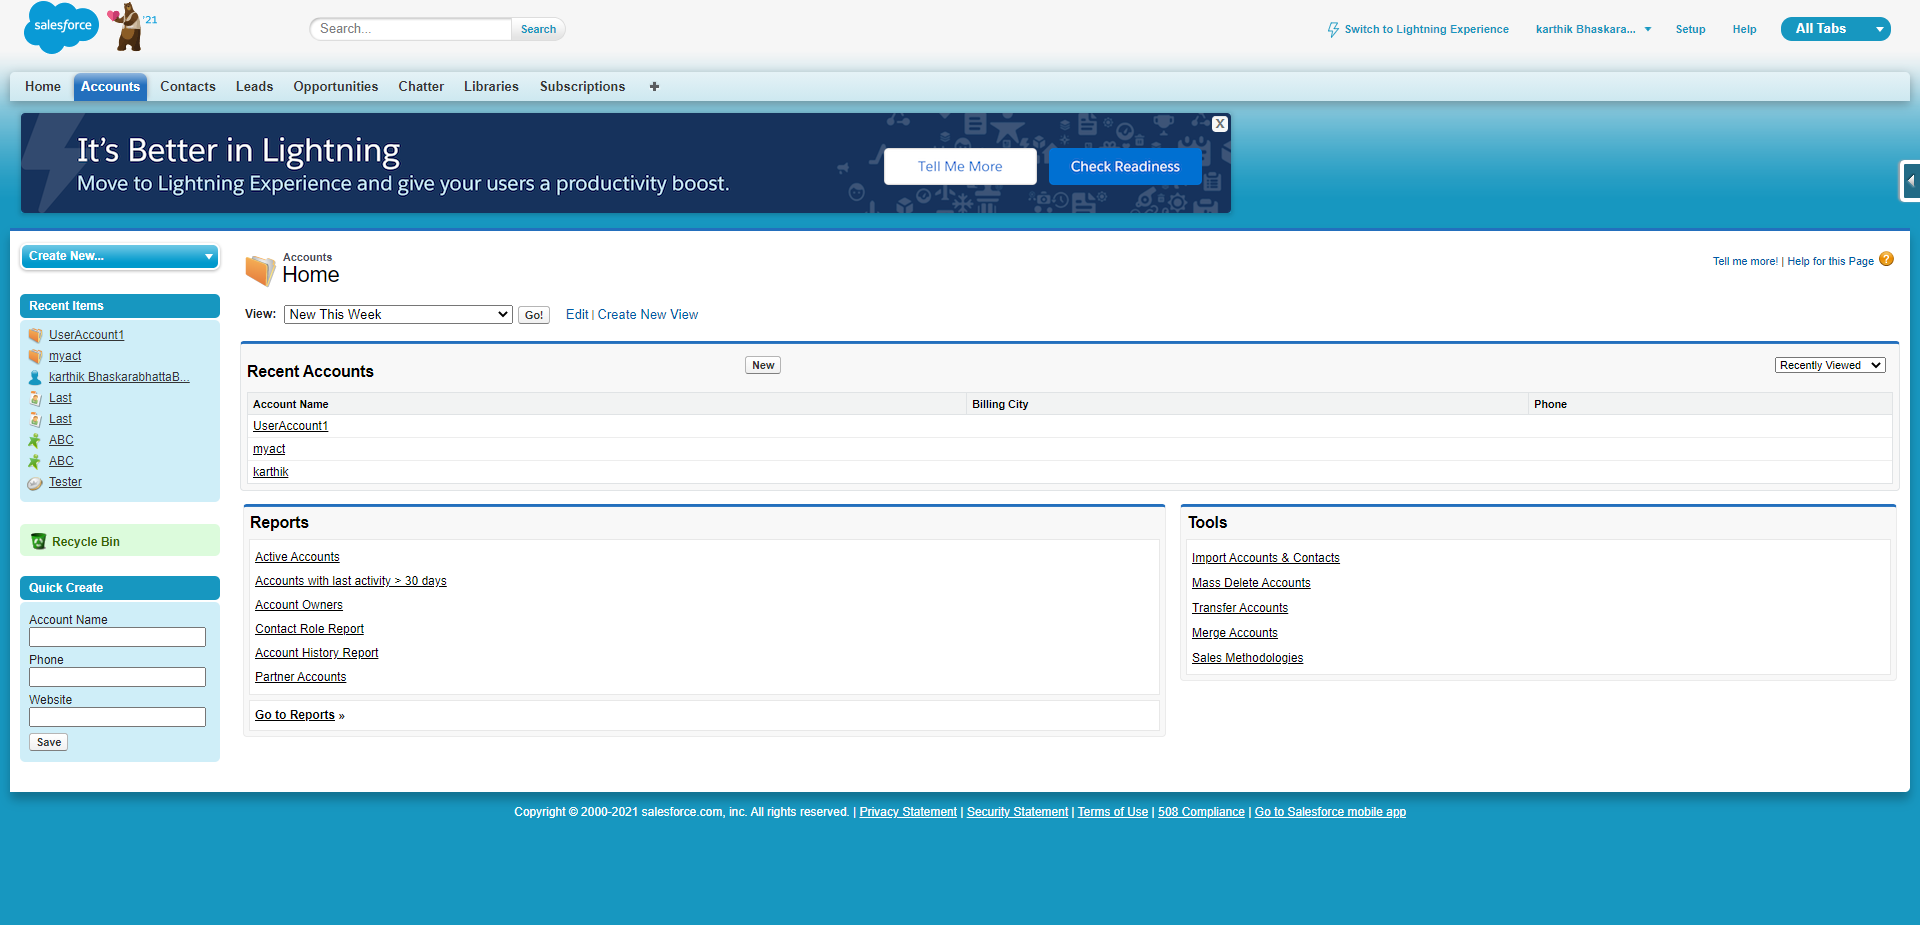 salesforce
'21
Search...
Search
Switch to Lightning Experience
karthik Bhaskara...
Setup
Help
All Tabs
Home
Accounts
Contacts
Leads
Opportunities
Chatter
Libraries
Subscriptions
+
It's Better in Lightning
Move to Lightning Experience and give your users a productivity boost.
Tell Me More
Check Readiness
X
Create New...
Recent Items
UserAccount1
myact
karthik BhaskarabhattaB...
Last
Last
ABC
ABC
Tester
Recycle Bin
Quick Create
Account Name
Phone
Website
Save
Accounts
Home
Tell me more! | Help for this Page ?
View: New This Week Go! Edit | Create New View
Recent Accounts
New
Recently Viewed
Account Name Billing City Phone
UserAccount1
myact
karthik
Reports
Active Accounts
Accounts with last activity > 30 days
Account Owners
Contact Role Report
Account History Report
Partner Accounts
Go to Reports »
Tools
Import Accounts & Contacts
Mass Delete Accounts
Transfer Accounts
Merge Accounts
Sales Methodologies
Copyright © 2000-2021 salesforce.com, inc. All rights reserved. | Privacy Statement | Security Statement | Terms of Use | 508 Compliance | Go to Salesforce mobile app